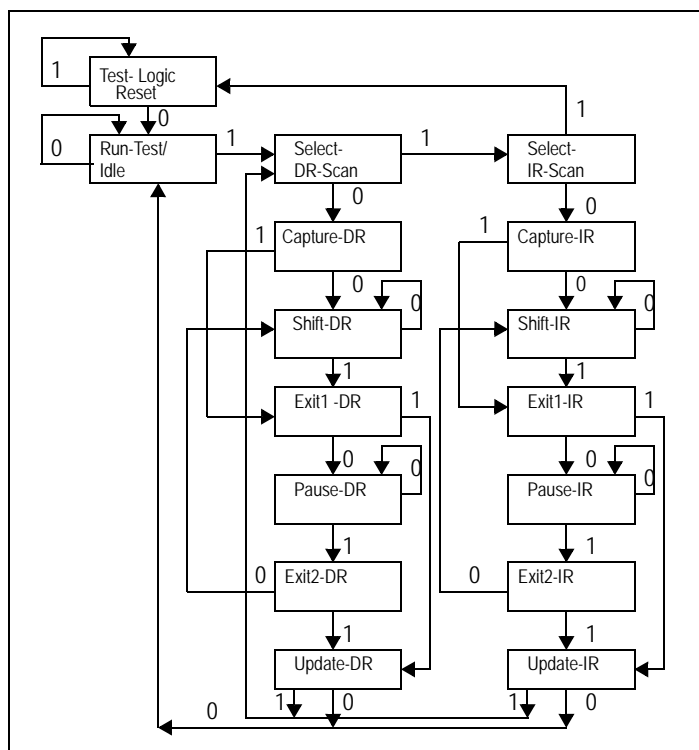 1
Test- Logic
Reset
0
1
0
Run-Test/
Idle
1
Select-
DR-Scan
1
Select-
IR-Scan
0
0
1
Capture-DR
1
Capture-IR
0
0
Shift-DR
0
Shift-IR
0
1
1
Exit1 -DR
1
Exit1-IR
1
0
0
Pause-DR
0
Pause-IR
0
1
1
0
Exit2-DR
0
Exit2-IR
1
1
Update-DR
Update-IR
0
1
0
1
0